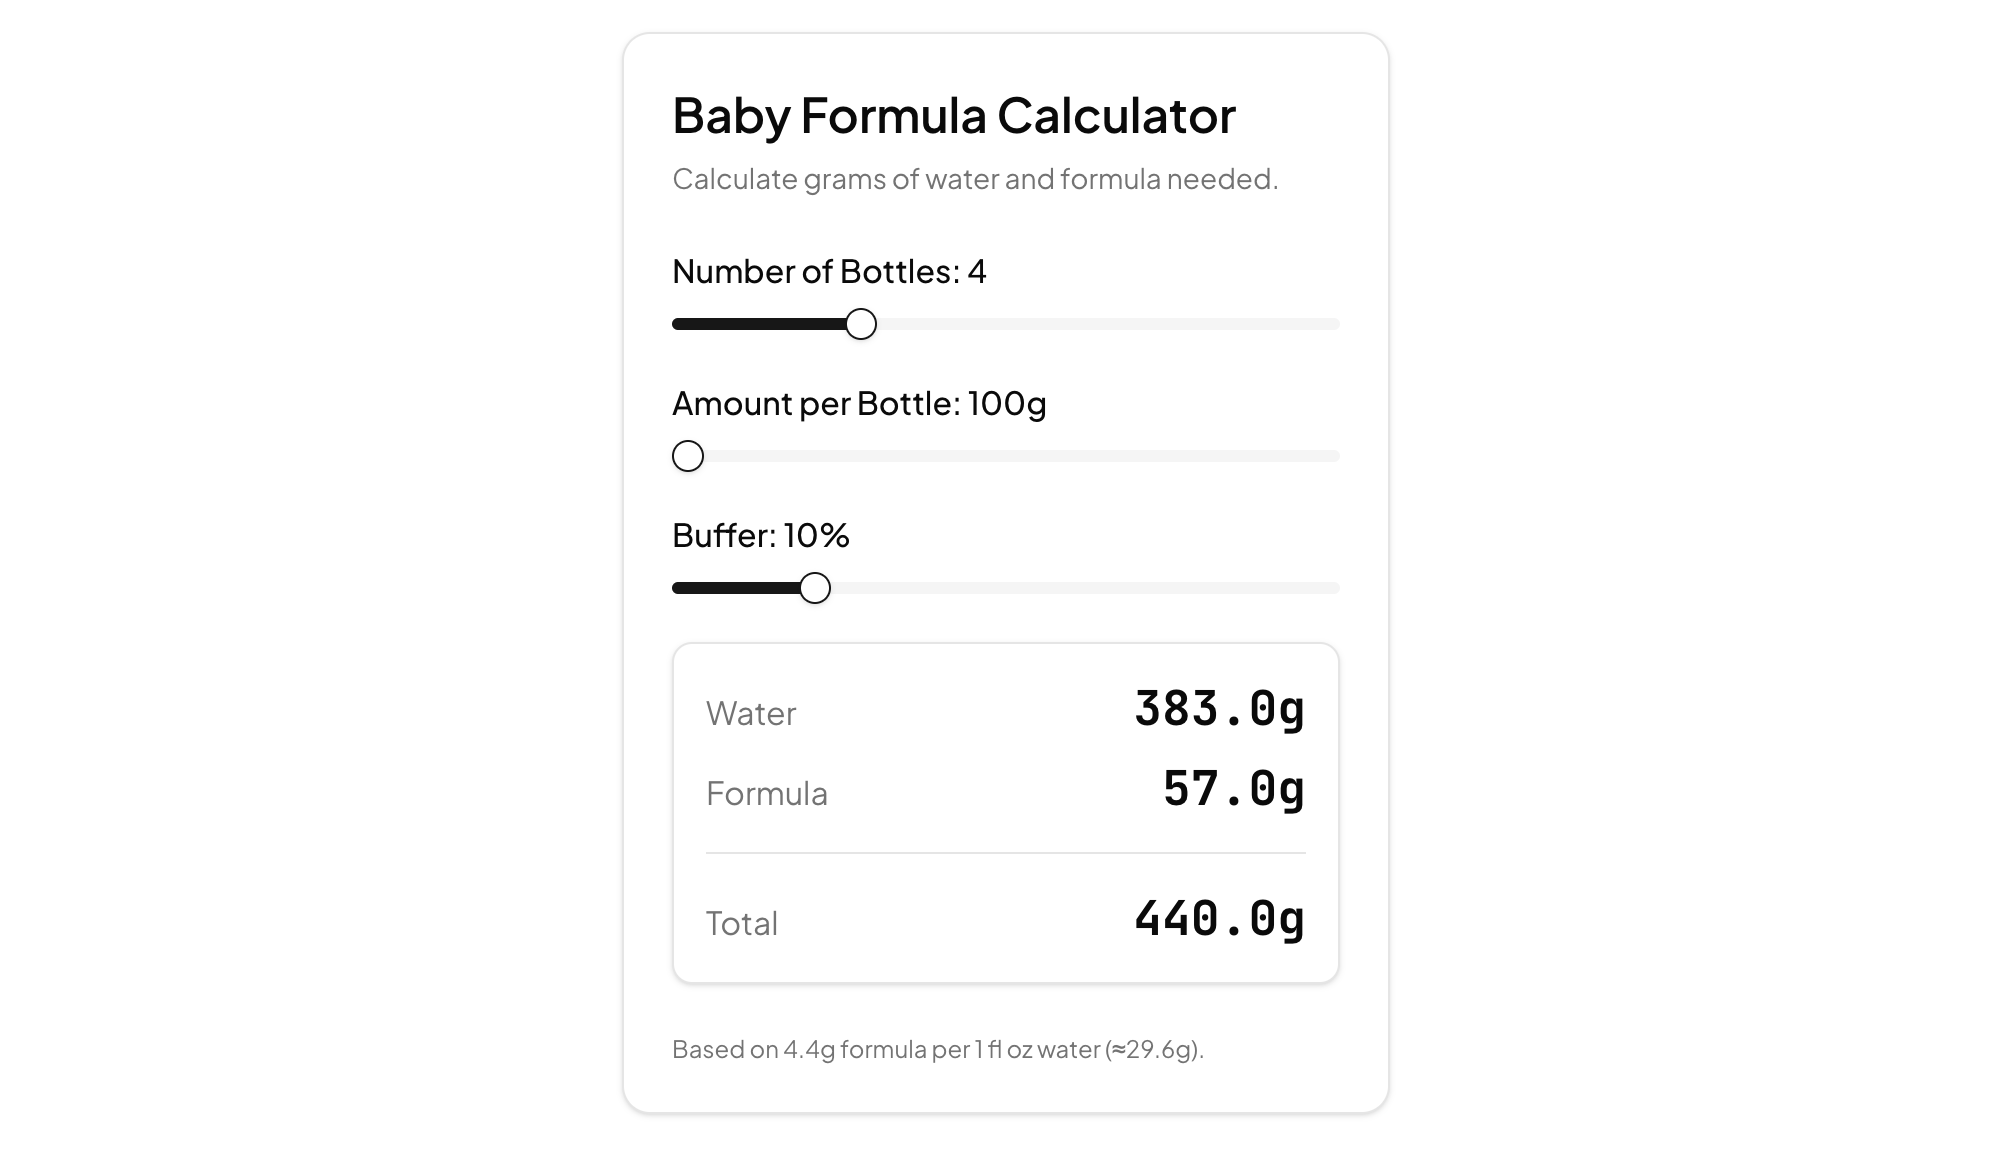 Baby Formula Calculator
Calculate grams of water and formula needed.
Number of Bottles: 4
Amount per Bottle: 100g
Buffer: 10%
Water 383.0g
Formula 57.0g
Total 440.0g
Based on 4.4g formula per 1 fl oz water (≈29.6g).